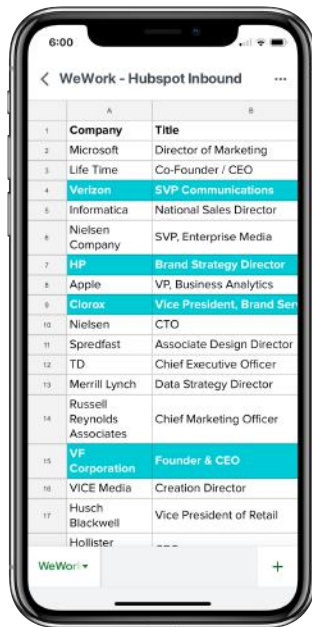 6:00
WeWork - Hubspot Inbound ...
A B
1 Company Title
2 Microsoft Director of Marketing
3 Life Time Co-Founder / CEO
4 Verizon SVP Communications
5 Informatica National Sales Director
6 Nielsen Company SVP, Enterprise Media
7 HP Brand Strategy Director
8 Apple VP, Business Analytics
9 Clorox Vice President, Brand Ser
10 Nielsen CTO
11 Spredfast Associate Design Director
12 TD Chief Executive Officer
13 Merrill Lynch Data Strategy Director
14 Russell Reynolds Associates Chief Marketing Officer
15 VF Corporation Founder & CEO
16 VICE Media Creation Director
17 Husch Blackwell Vice President of Retail
Hollister
WeWor
+